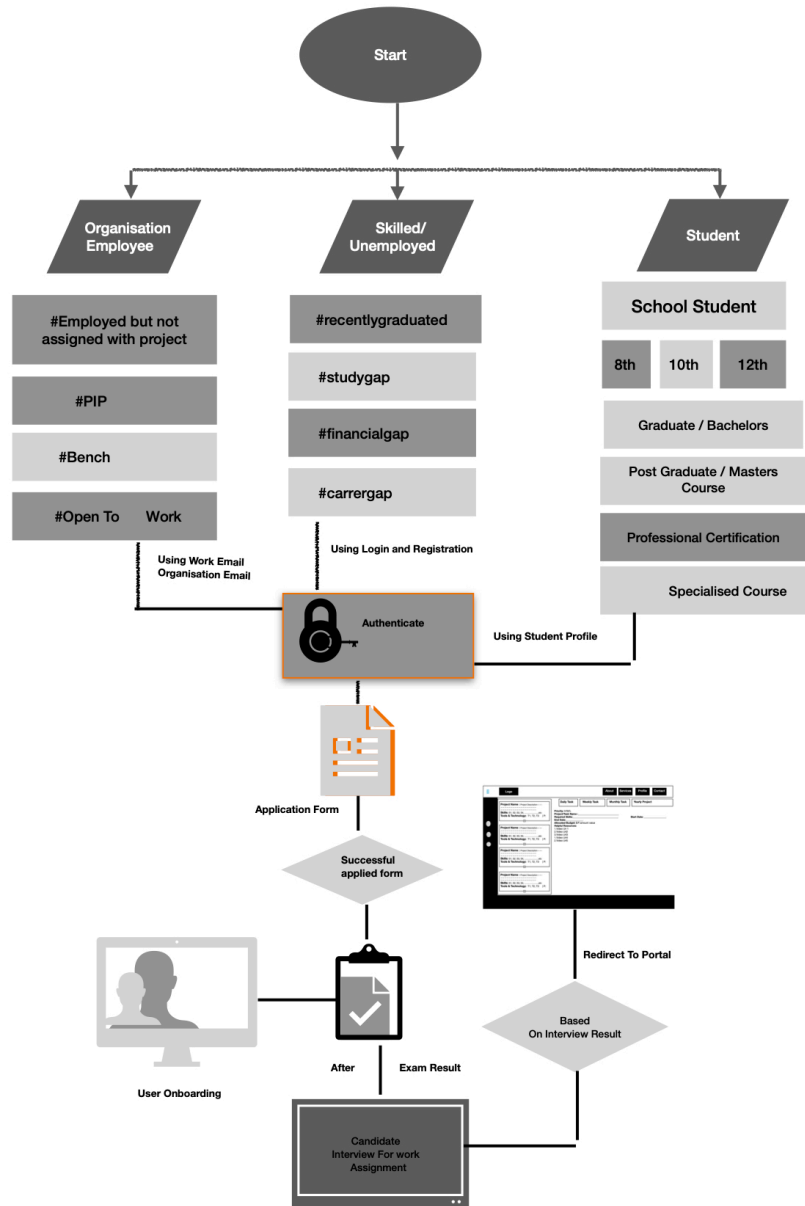 Start
Organisation
Employee
Skilled/
Unemployed
Student
#Employed but not
assigned with project
#PIP
#Bench
#Open To Work
#recentlygraduated
#studygap
#financialgap
#carrergap
School Student
8th
10th
12th
Graduate / Bachelors
Post Graduate / Masters
Course
Professional Certification
Specialised Course
Using Work Email
Organisation Email
Using Login and Registration
Authenticate
Using Student Profile
Application Form
Successful
applied form
Logo
About
Services
Profile
Contact
Daily Task
Weekly Task
Monthly Task
Yearly Project
Redirect To Portal
Based
On Interview Result
User Onboarding
After
Exam Result
Candidate
Interview For work
Assignment